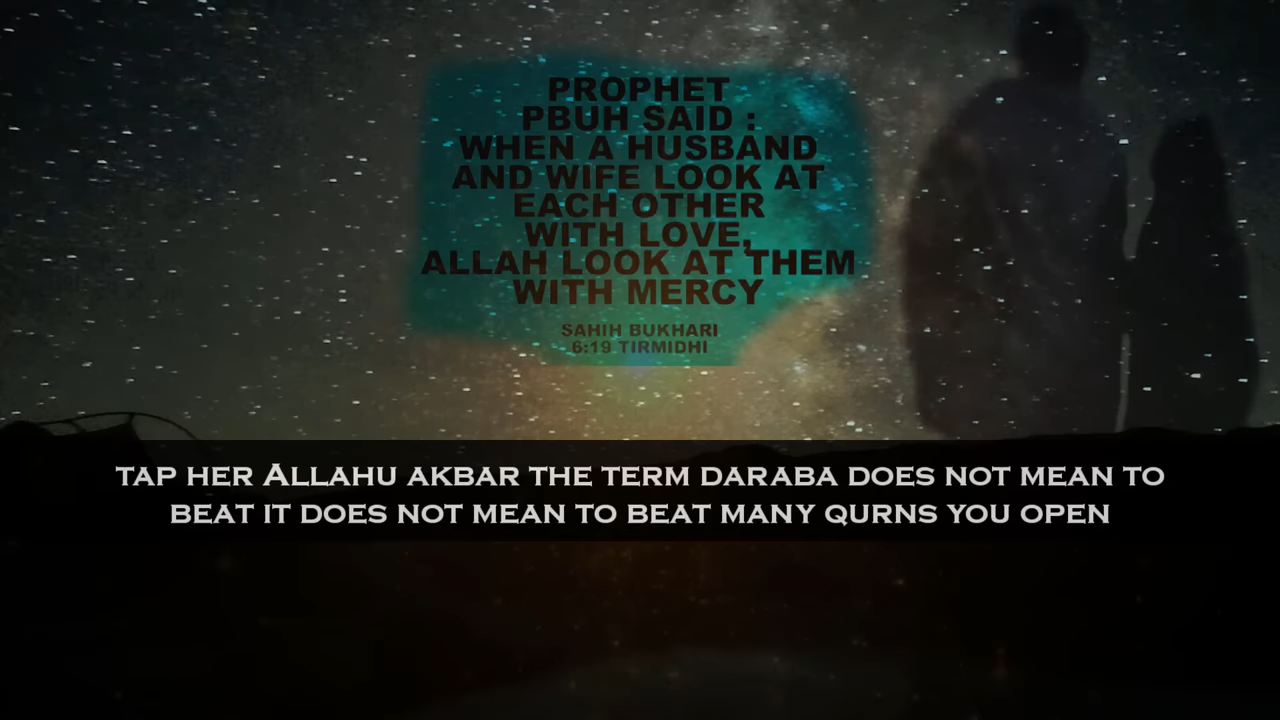 PROPHET
PBUH SAID :
WHEN A HUSBAND
AND WIFE LOOK AT
EACH OTHER
WITH LOVE,
ALLAH LOOK AT THEM
WITH MERCY
SAHIH BUKHARI
6:19 TIRMIDHI
TAP HER ALLAHU AKBAR THE TERM DARABA DOES NOT MEAN TO
BEAT IT DOES NOT MEAN TO BEAT MANY QURNS YOU OPEN